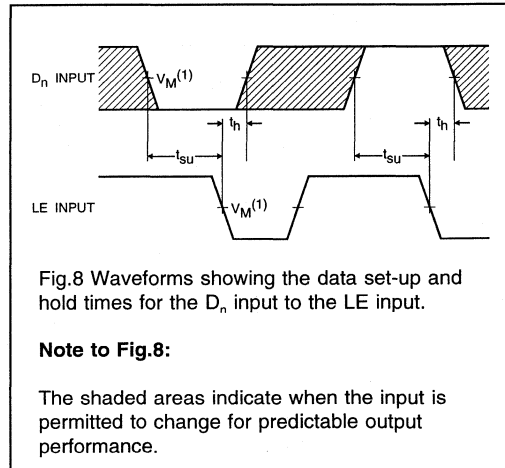 Dn INPUT
VM(1)
th
th
tsu
tsu
LE INPUT
VM(1)
Fig.8 Waveforms showing the data set-up and
hold times for the Dn input to the LE input.
Note to Fig.8:
The shaded areas indicate when the input is
permitted to change for predictable output
performance.